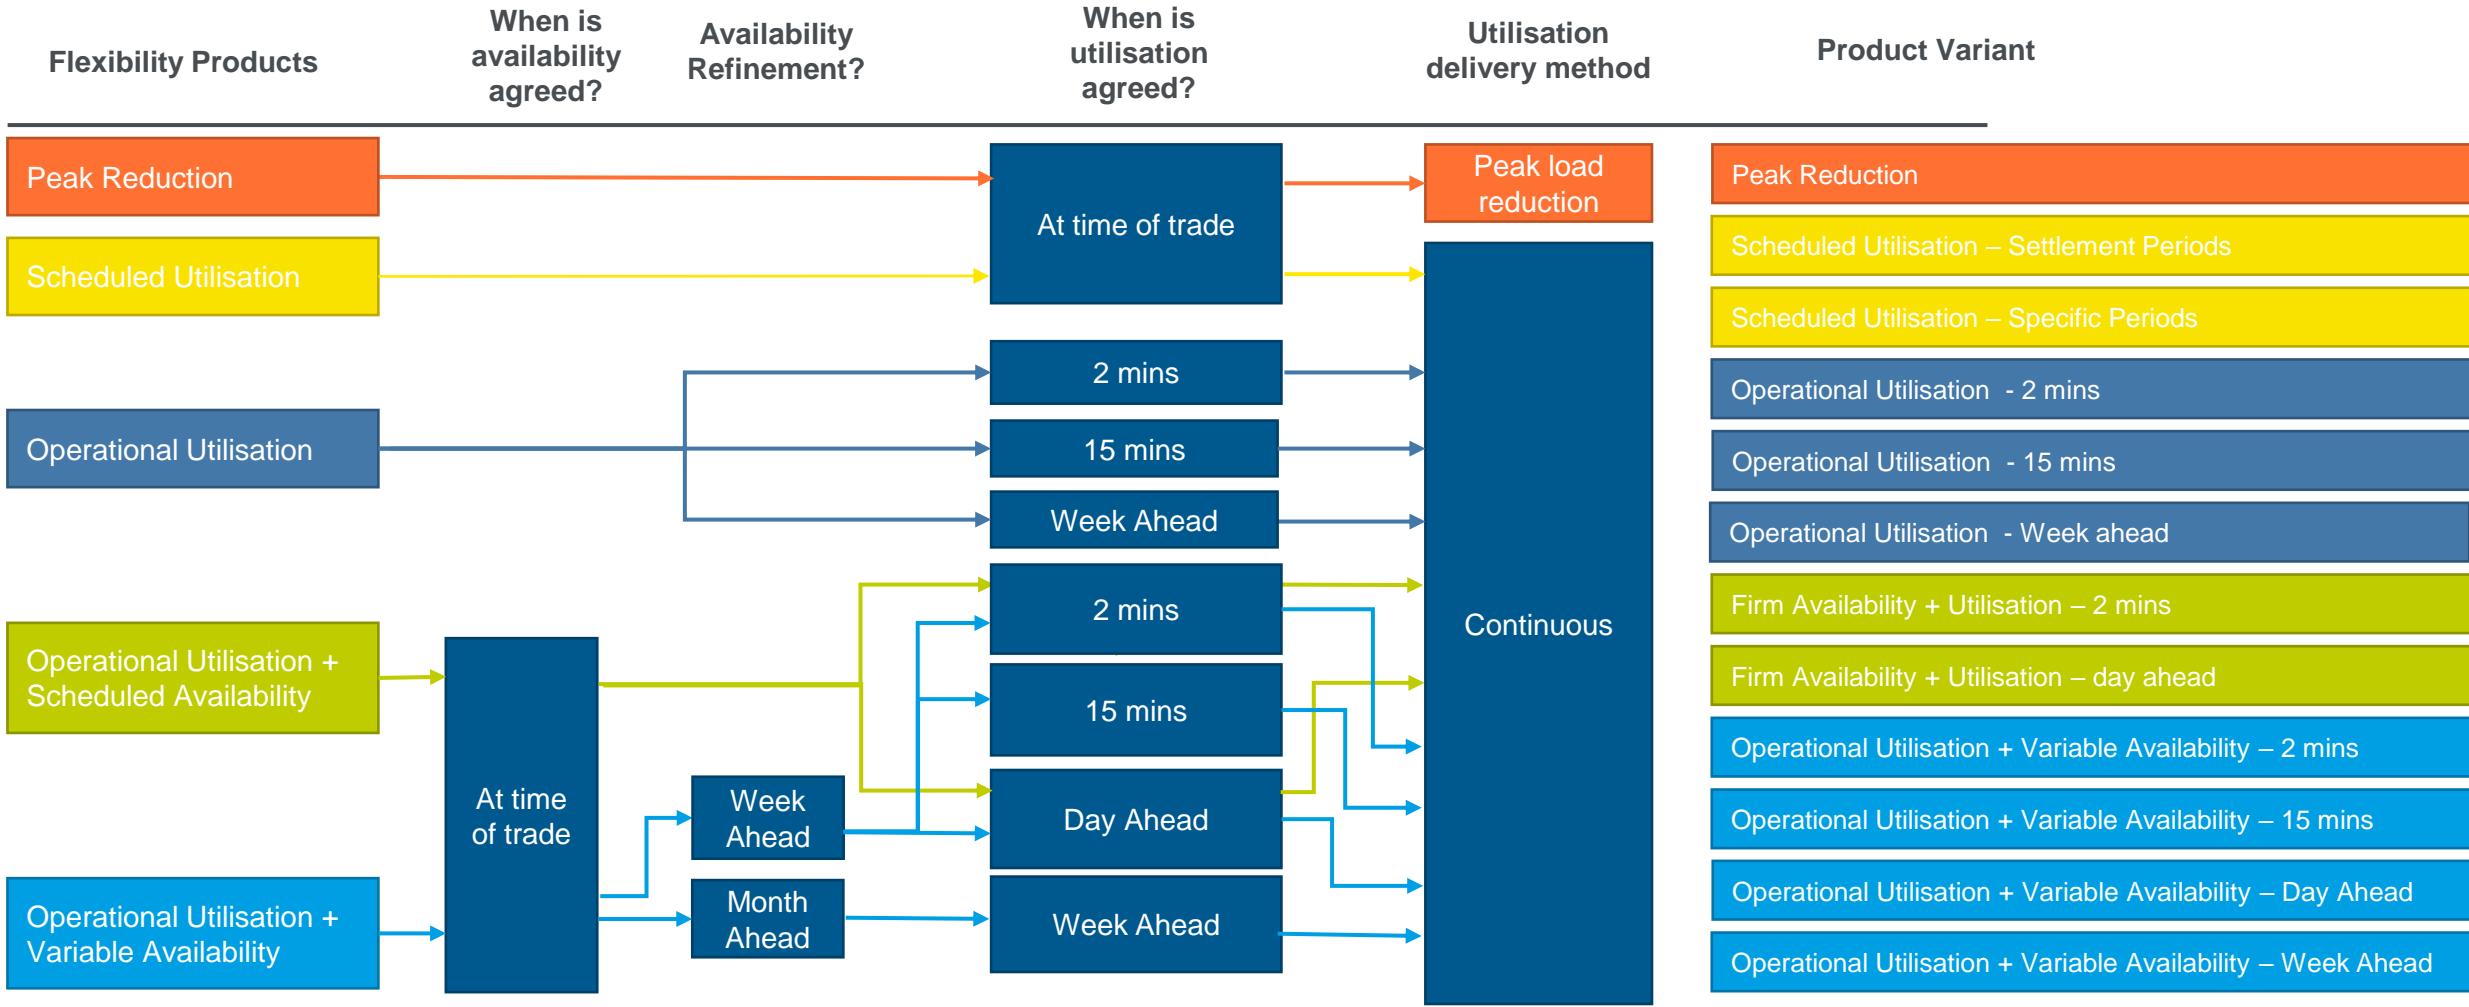 Flexibility Products
When is
availability
agreed?
Availability
Refinement?
When is
utilisation
agreed?
Utilisation
delivery method
Product Variant
Peak Reduction
Scheduled Utilisation
Operational Utilisation
Operational Utilisation +
Scheduled Availability
Operational Utilisation +
Variable Availability
At time
of trade
Week
Ahead
Month
Ahead
At time of trade
2 mins
15 mins
Week Ahead
2 mins
15 mins
Day Ahead
Week Ahead
Peak load
reduction
Continuous
Peak Reduction
Scheduled Utilisation – Settlement Periods
Scheduled Utilisation – Specific Periods
Operational Utilisation  - 2 mins
Operational Utilisation  - 15 mins
Operational Utilisation  - Week ahead
Firm Availability + Utilisation – 2 mins
Firm Availability + Utilisation – day ahead
Operational Utilisation + Variable Availability – 2 mins
Operational Utilisation + Variable Availability – 15 mins
Operational Utilisation + Variable Availability – Day Ahead
Operational Utilisation + Variable Availability – Week Ahead